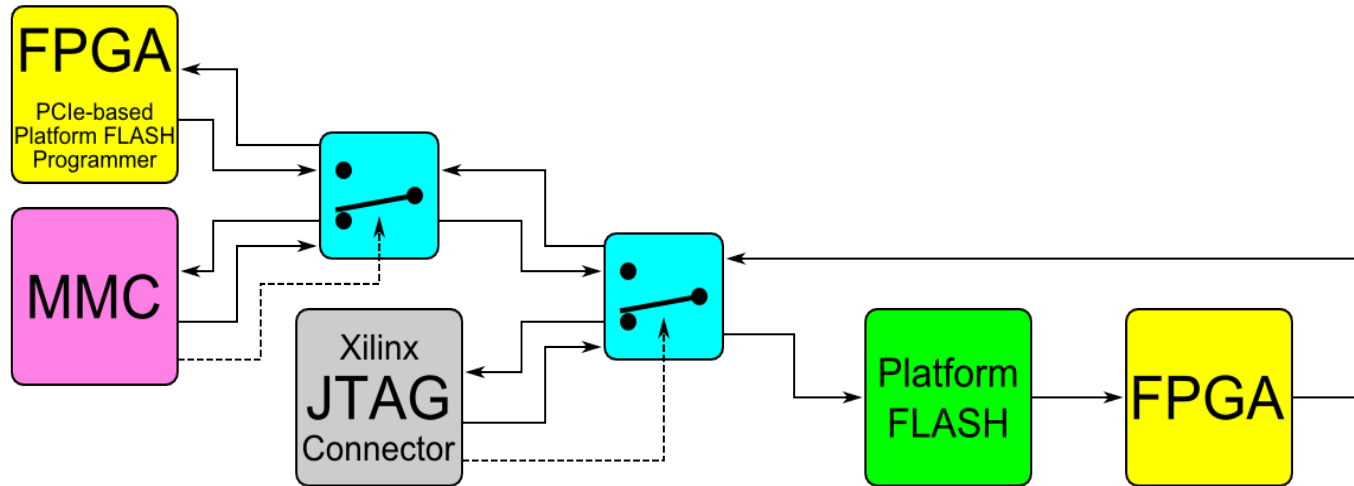 FPGA
PCIe-based
Platform FLASH
Programmer
MMC
Xilinx
JTAG
Connector
Platform
FLASH
FPGA